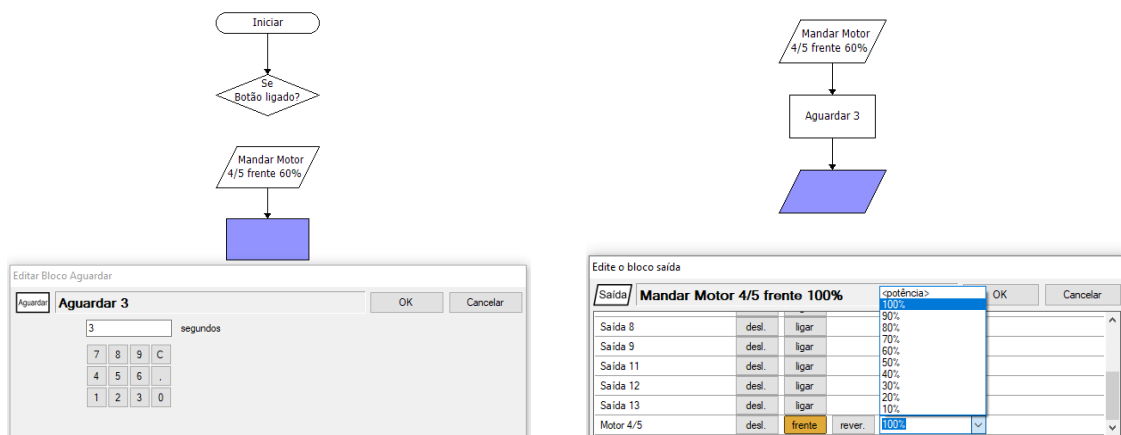 Iniciar
Se
Botão ligado?
Mandar Motor
4/5 frente 60%
Editar Bloco Aguardar
Aguardar
Aguardar 3
OK
Cancelar
3
segundos
7 8 9 C
4 5 6 .
1 2 3 0
Mandar Motor
4/5 frente 60%
Aguardar 3
Edite o bloco saída
Saída
Mandar Motor 4/5 frente 100%
OK
Cancelar
<potência>
100%
90%
80%
70%
60%
50%
40%
30%
20%
10%
Saída 8 desl. ligar
Saída 9 desl. ligar
Saída 11 desl. ligar
Saída 12 desl. ligar
Saída 13 desl. ligar
Motor 4/5 desl. frente rever. 100%